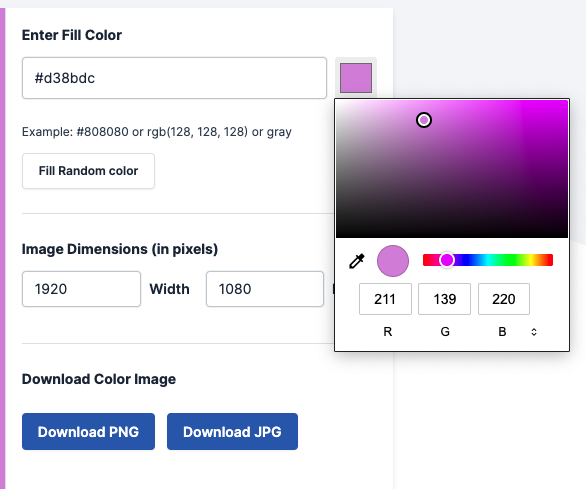 Enter Fill Color
#d38bdc
Example: #808080 or rgb(128, 128, 128) or gray
Fill Random color
Image Dimensions (in pixels)
1920 Width 1080
211 139 220
R G B
Download Color Image
Download PNG Download JPG